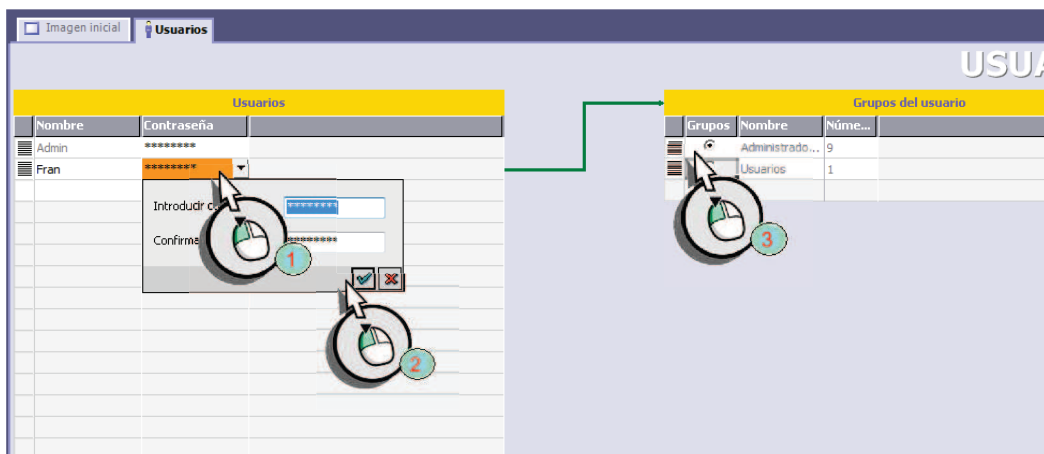 Imagen inicial Usuarios
USUA
Usuarios
Nombre Contraseña
Admin ********
Fran ********
Introducir c
********
Confirma
********
1
2
Grupos del usuario
Grupos Nombre Núme...
Administrado... 9
Usuarios 1
3